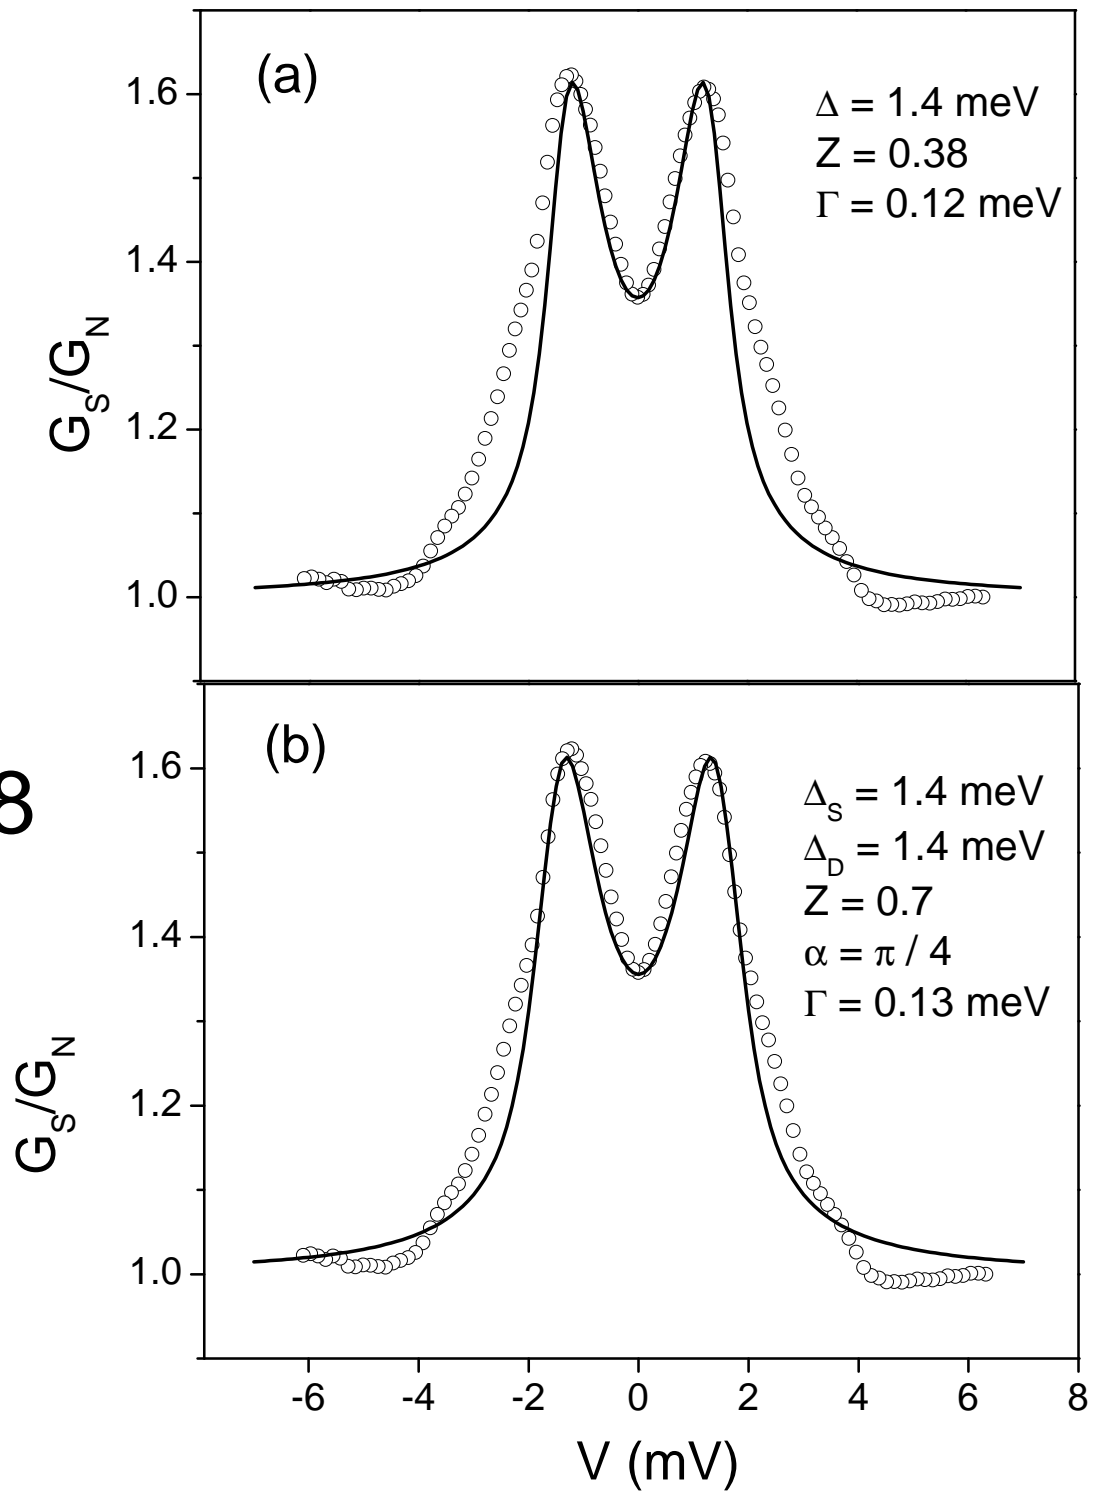 (a)
Δ = 1.4 meV
Z = 0.38
Γ = 0.12 meV
1.6
1.4
1.2
1.0
G_S/G_N
8
(b)
Δ_S = 1.4 meV
Δ_D = 1.4 meV
Z = 0.7
α = π / 4
Γ = 0.13 meV
1.6
1.4
1.2
1.0
G_S/G_N
-6 -4 -2 0 2 4 6 8
V (mV)